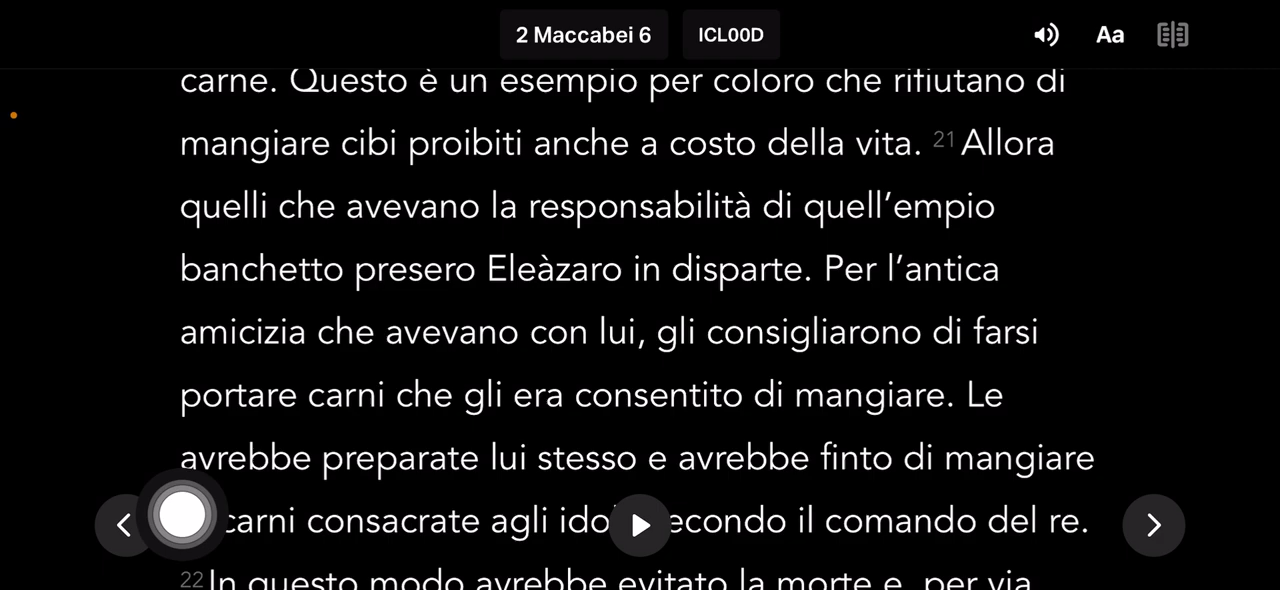 2 Maccabei 6 ICL00D Aa
carne. Questo è un esempio per coloro che rifiutano di
mangiare cibi proibiti anche a costo della vita. 21 Allora
quelli che avevano la responsabilità di quell’empio
banchetto presero Eleàzaro in disparte. Per l’antica
amicizia che avevano con lui, gli consigliarono di farsi
portare carni che gli era consentito di mangiare. Le
avrebbe preparate lui stesso e avrebbe finto di mangiare
carni consacrate agli il comando del re.
22 In questo modo avrebbe evitato la morte e, per via